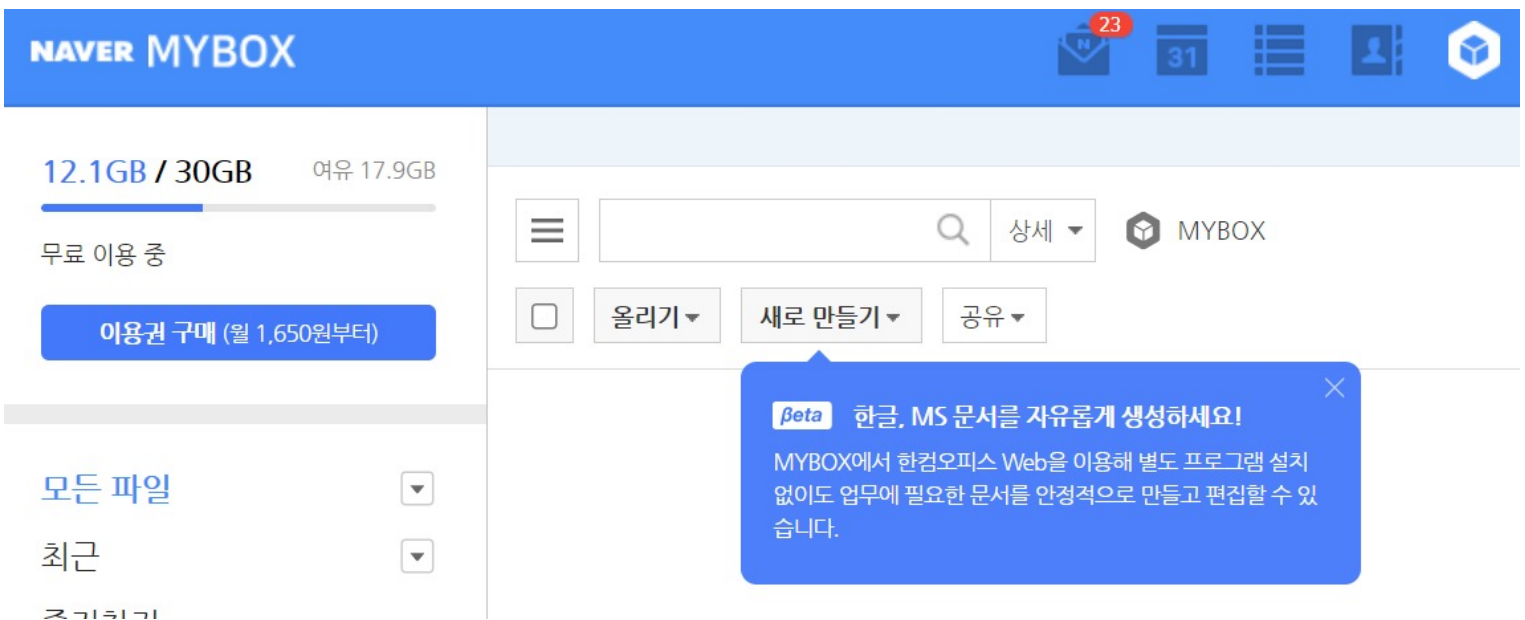 NAVER MYBOX
23
31
12.1GB / 30GB 여유 17.9GB
무료 이용 중
이용권 구매 (월 1,650원부터)
모든 파일
최근
상세
MYBOX
올리기
새로 만들기
공유
βeta 한글, MS 문서를 자유롭게 생성하세요!
MYBOX에서 한컴오피스 Web을 이용해 별도 프로그램 설치
없이도 업무에 필요한 문서를 안정적으로 만들고 편집할 수 있
습니다.